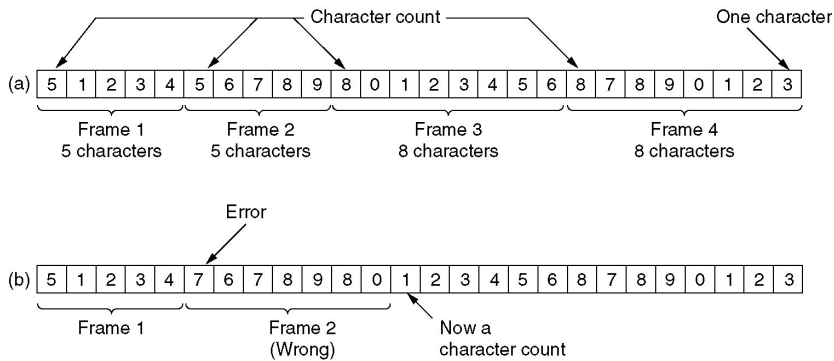 Character count
One character
(a) 5 1 2 3 4 5 6 7 8 9 8 0 1 2 3 4 5 6 8 7 8 9 0 1 2 3
Frame 1
5 characters
Frame 2
5 characters
Frame 3
8 characters
Frame 4
8 characters
Error
(b) 5 1 2 3 4 7 6 7 8 9 8 0 1 2 3 4 5 6 8 7 8 9 0 1 2 3
Frame 1
Frame 2
(Wrong)
Now a
character count